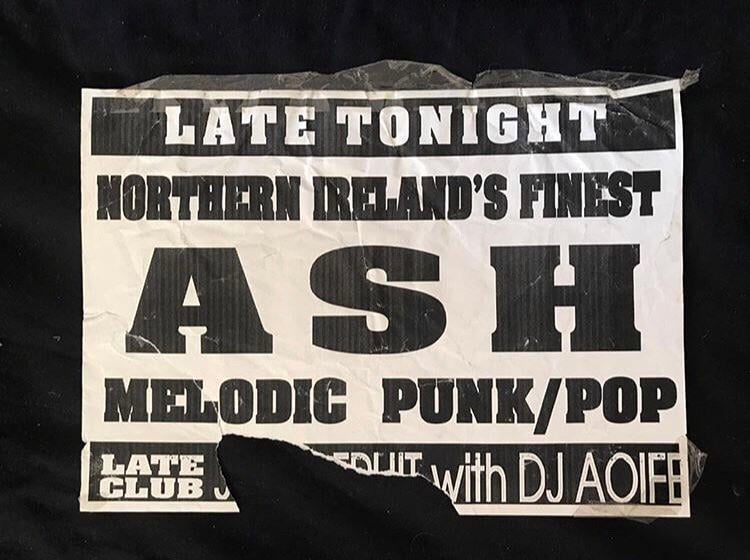 LATE TONIGHT
NORTHERN IRELAND'S FINEST
ASH
MELODIC PUNK/POP
LATE CLUB with DJ AOIFE